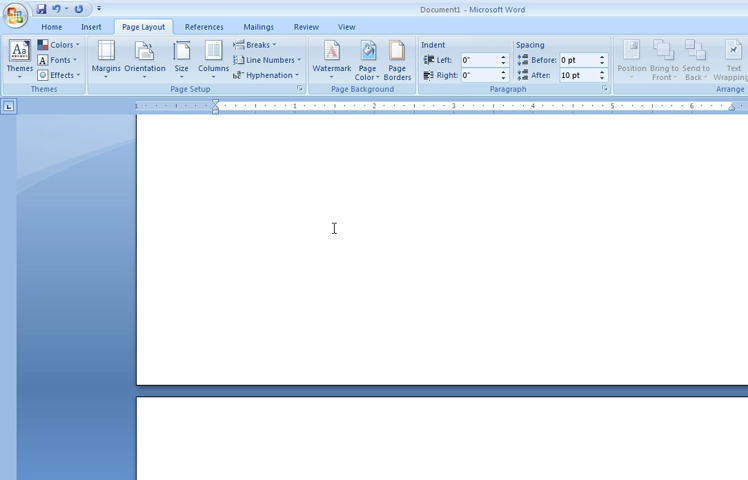 Document1 - Microsoft Word
Home Insert Page Layout References Mailings Review View
Aa Themes Colors Fonts Effects Themes
Margins Orientation Size Columns Breaks Line Numbers Hyphenation Page Setup
Watermark Page Color Page Borders Page Background
Indent Left: 0" Right: 0" Spacing Before: 0 pt After: 10 pt Paragraph
Position Bring to Front Send to Back Text Wrapping Arrange
1 1 2 3 4 5 6